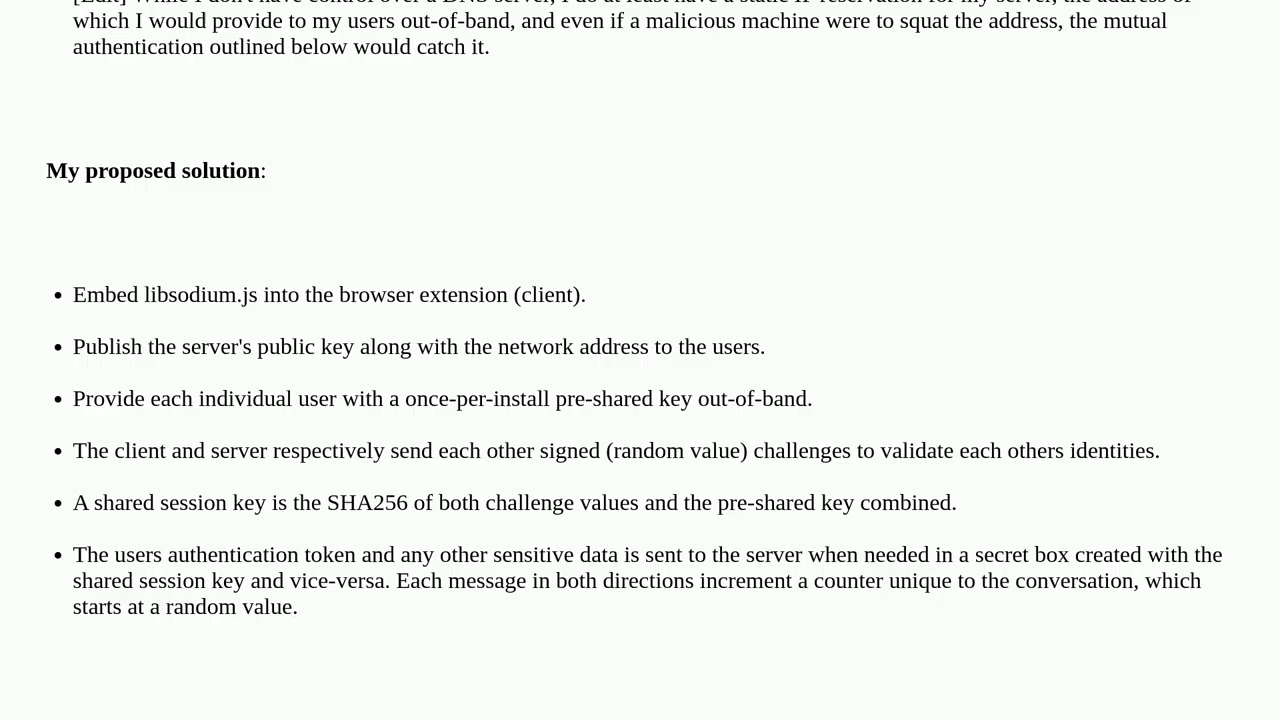 which I would provide to my users out-of-band, and even if a malicious machine were to squat the address, the mutual
authentication outlined below would catch it.
My proposed solution:
• Embed libsodium.js into the browser extension (client).
• Publish the server's public key along with the network address to the users.
• Provide each individual user with a once-per-install pre-shared key out-of-band.
• The client and server respectively send each other signed (random value) challenges to validate each others identities.
• A shared session key is the SHA256 of both challenge values and the pre-shared key combined.
• The users authentication token and any other sensitive data is sent to the server when needed in a secret box created with the
shared session key and vice-versa. Each message in both directions increment a counter unique to the conversation, which
starts at a random value.